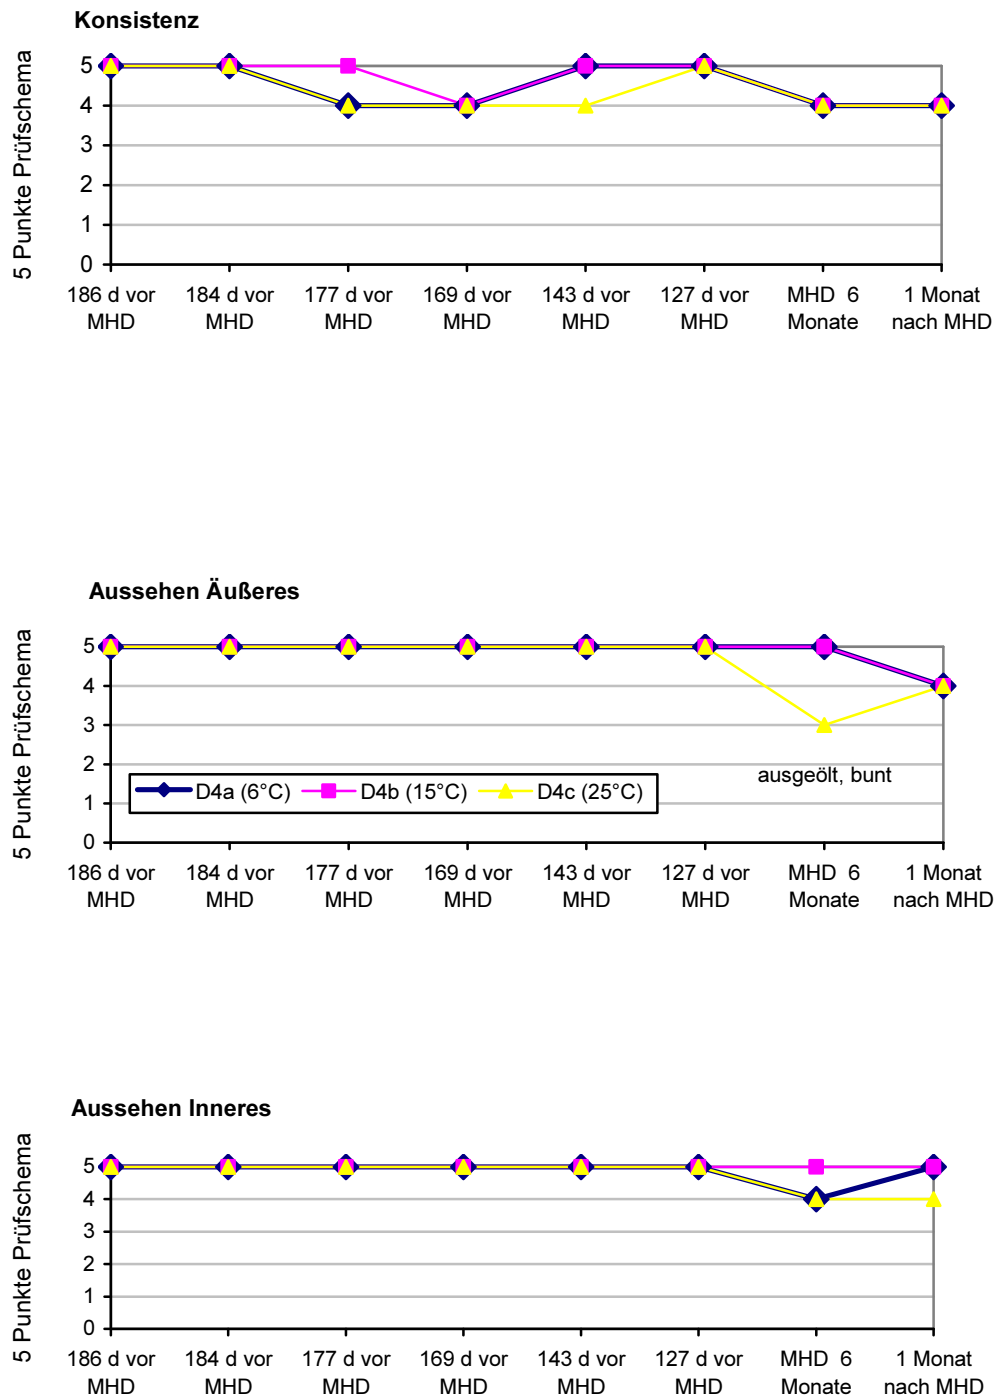 Konsistenz
5 Punkte Prüfschema
5
4
3
2
1
0
186 d vor 184 d vor 177 d vor 169 d vor 143 d vor 127 d vor MHD 6 1 Monat
MHD MHD MHD MHD MHD MHD Monate nach MHD
Aussehen Äußeres
5 Punkte Prüfschema
5
4
3
2
1
0
ausgeölt, bunt
D4a (6°C) D4b (15°C) D4c (25°C)
186 d vor 184 d vor 177 d vor 169 d vor 143 d vor 127 d vor MHD 6 1 Monat
MHD MHD MHD MHD MHD MHD Monate nach MHD
Aussehen Inneres
5 Punkte Prüfschema
5
4
3
2
1
0
186 d vor 184 d vor 177 d vor 169 d vor 143 d vor 127 d vor MHD 6 1 Monat
MHD MHD MHD MHD MHD MHD Monate nach MHD